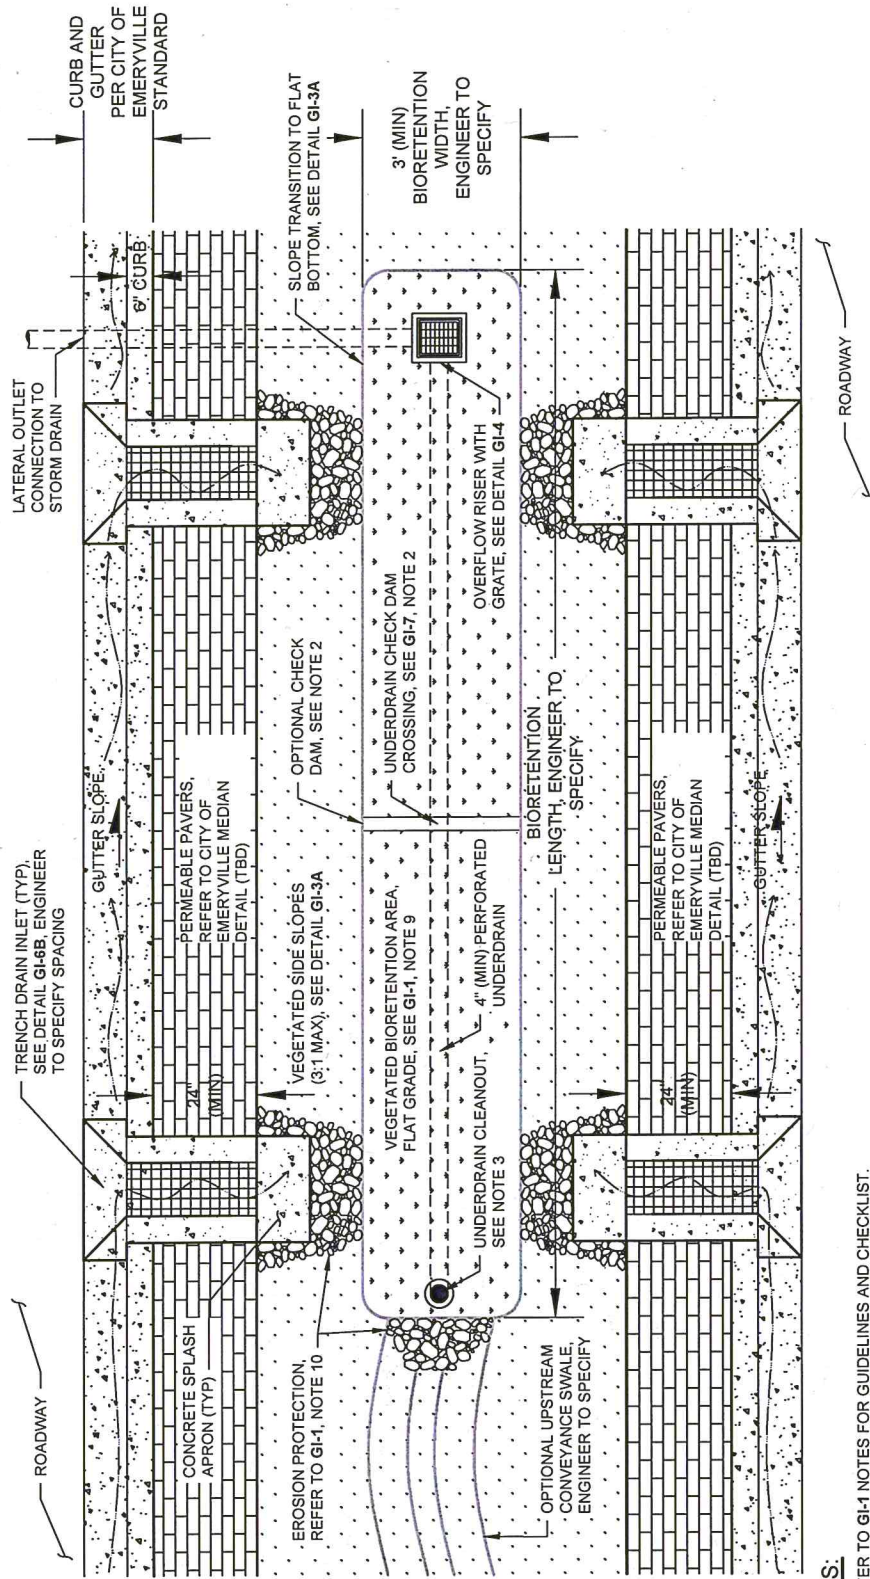 ROADWAY
TRENCH DRAIN INLET (TYP),
SEE DETAIL GI-6B, ENGINEER
TO SPECIFY SPACING
LATERAL OUTLET
CONNECTION TO
STORM DRAIN
CURB AND
GUTTER
PER CITY OF
EMERYVILLE
STANDARD
GUTTER SLOPE
6" CURB
CONCRETE SPLASH
APRON (TYP)
24"
(MIN)
PERMEABLE PAVERS,
REFER TO CITY OF
EMERYVILLE MEDIAN
DETAIL (TBD)
EROSION PROTECTION,
REFER TO GI-1, NOTE 10
VEGETATED SIDE SLOPES
(3:1 MAX), SEE DETAIL GI-3A
OPTIONAL CHECK
DAM, SEE NOTE 2
SLOPE TRANSITION TO FLAT
BOTTOM, SEE DETAIL GI-3A
VEGETATED BIORETENTION AREA,
FLAT GRADE, SEE GI-1, NOTE 9
UNDERDRAIN CHECK DAM
CROSSING, SEE GI-7, NOTE 2
3' (MIN)
BIORETENTION
WIDTH,
ENGINEER TO
SPECIFY
UNDERDRAIN CLEANOUT,
SEE NOTE 3
4" (MIN) PERFORATED
UNDERDRAIN
OVERFLOW RISER WITH
GRATE, SEE DETAIL GI-4
OPTIONAL UPSTREAM
CONVEYANCE SWALE,
ENGINEER TO SPECIFY
BIORETENTION
LENGTH, ENGINEER TO
SPECIFY
24"
(MIN)
PERMEABLE PAVERS,
REFER TO CITY OF
EMERYVILLE MEDIAN
DETAIL (TBD)
GUTTER SLOPE
ROADWAY
S:
ER TO GI-1 NOTES FOR GUIDELINES AND CHECKLIST.